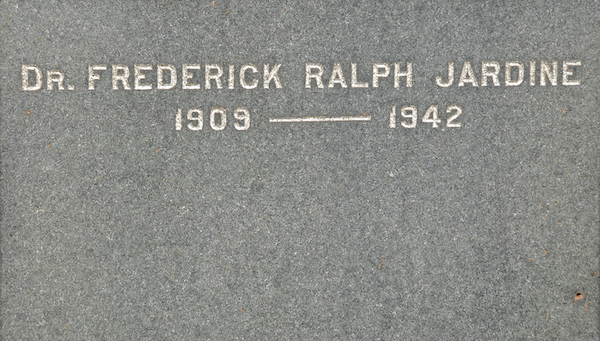 DR. FREDERICK RALPH JARDINE
1909 — 1942